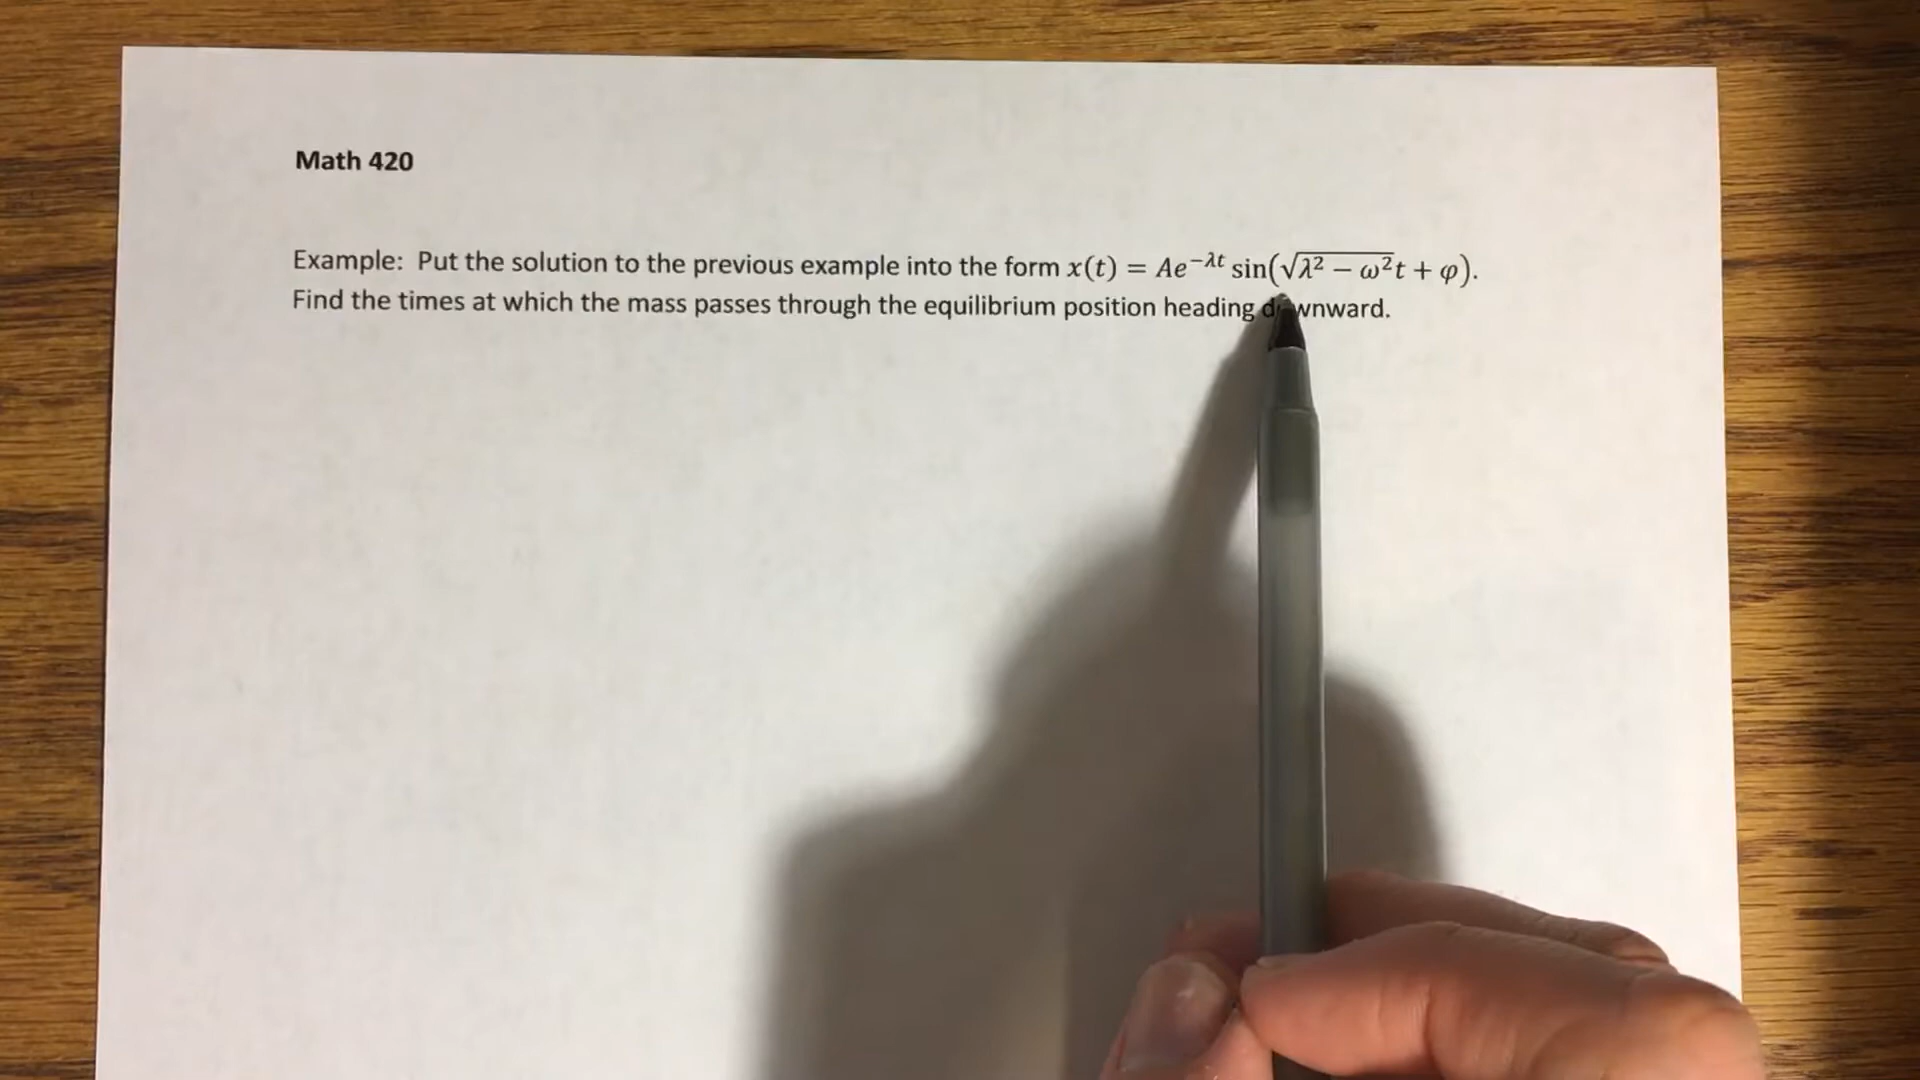 Math 420
Example: Put the solution to the previous example into the form x(t) = Ae^{−λt} sin(√(λ² − ω²)t + φ).
Find the times at which the mass passes through the equilibrium position heading downward.